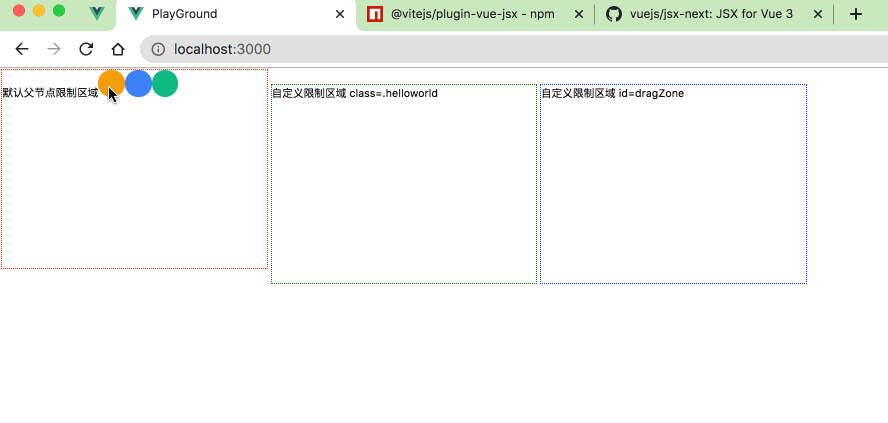 PlayGround
@vitejs/plugin-vue-jsx - npm
vuejs/jsx-next: JSX for Vue 3
localhost:3000
默认父节点限制区域
自定义限制区域 class=.helloworld
自定义限制区域 id=dragZone